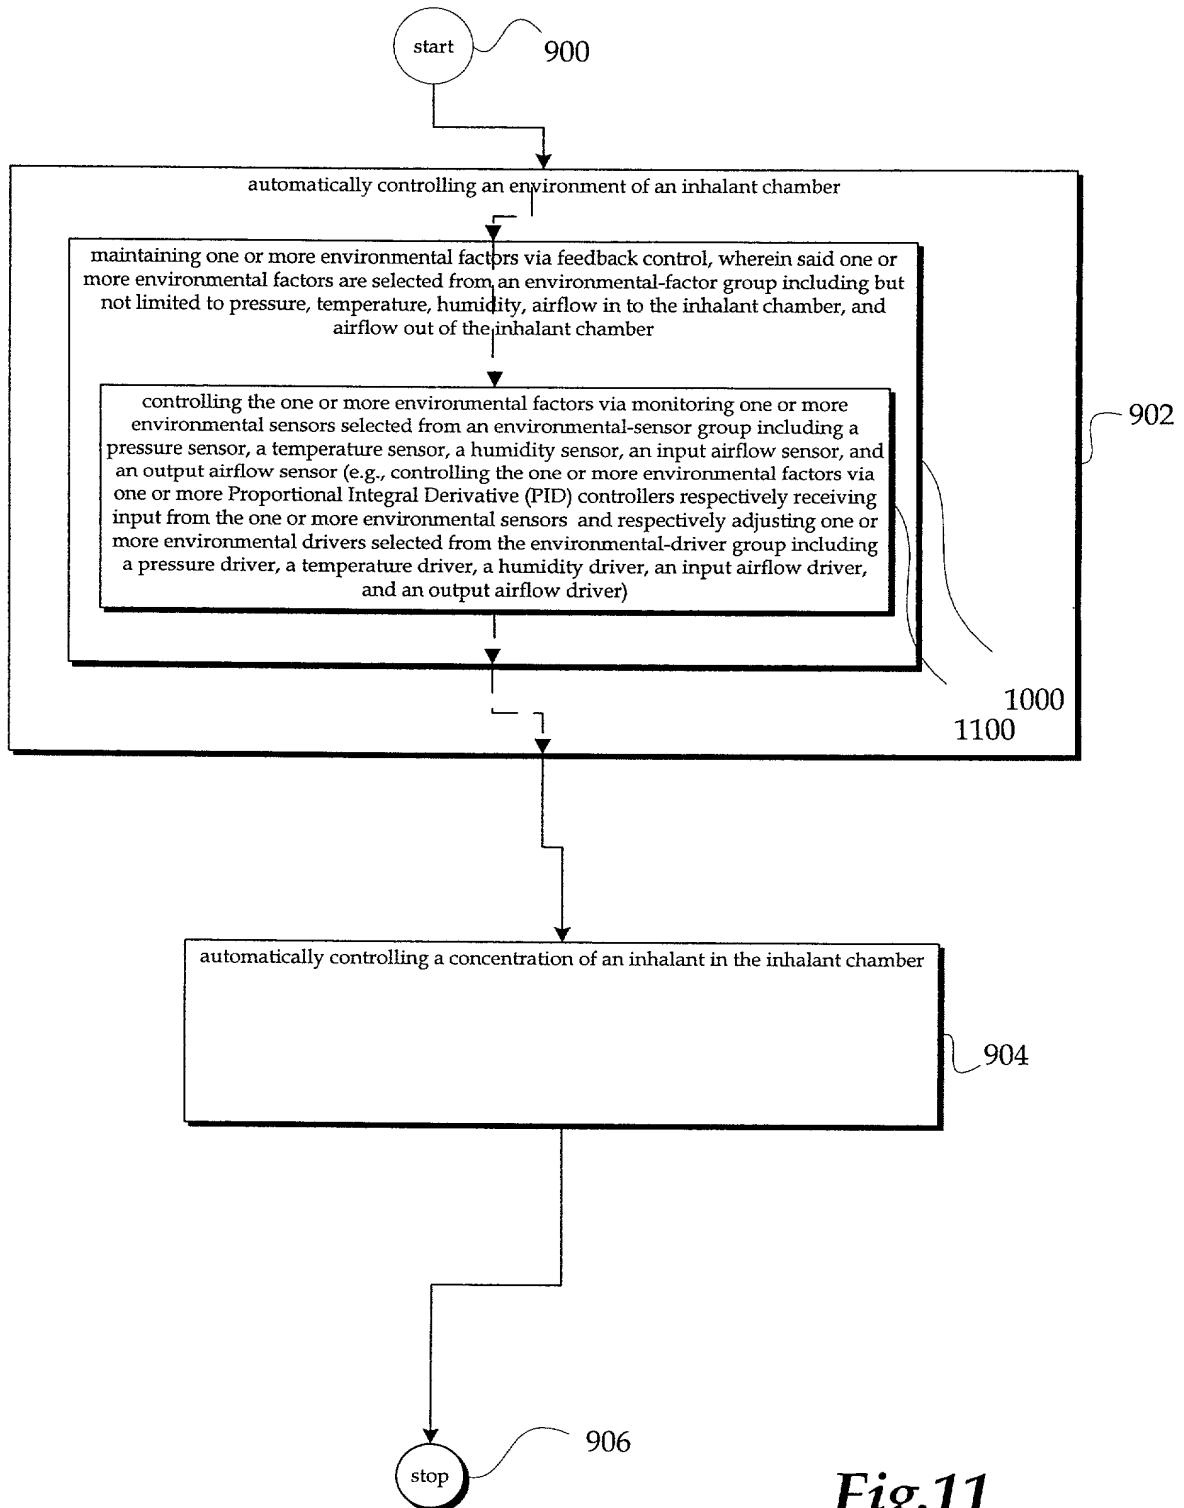 start
900
automatically controlling an environment of an inhalant chamber
maintaining one or more environmental factors via feedback control, wherein said one or
more environmental factors are selected from an environmental-factor group including but
not limited to pressure, temperature, humidity, airflow in to the inhalant chamber, and
airflow out of the inhalant chamber
controlling the one or more environmental factors via monitoring one or more
environmental sensors selected from an environmental-sensor group including a
pressure sensor, a temperature sensor, a humidity sensor, an input airflow sensor, and
an output airflow sensor (e.g., controlling the one or more environmental factors via
one or more Proportional Integral Derivative (PID) controllers respectively receiving
input from the one or more environmental sensors and respectively adjusting one or
more environmental drivers selected from the environmental-driver group including
a pressure driver, a temperature driver, a humidity driver, an input airflow driver,
and an output airflow driver)
902
1000
1100
automatically controlling a concentration of an inhalant in the inhalant chamber
904
906
stop
Fig.11